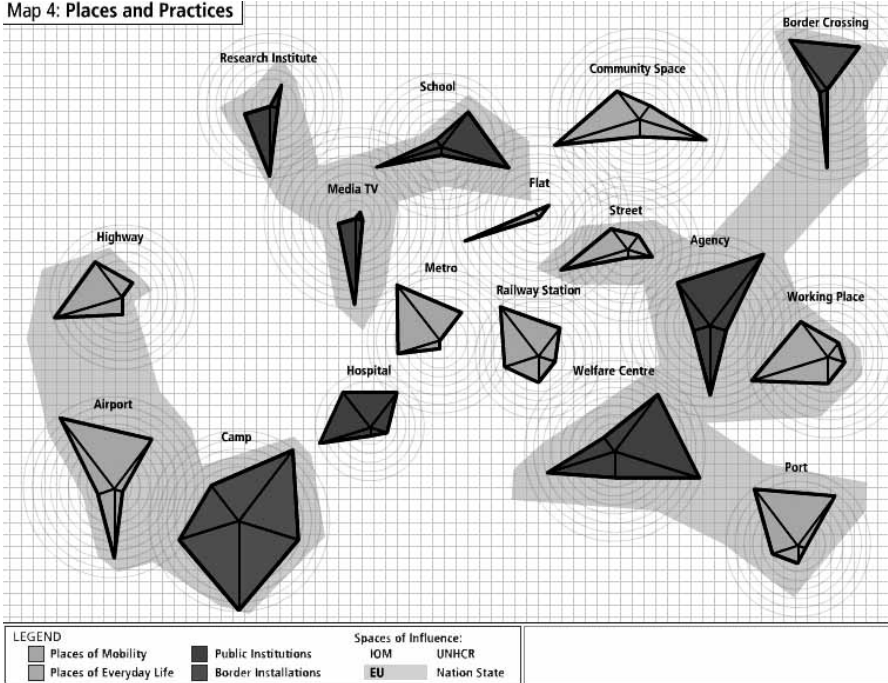 Map 4: Places and Practices
Border Crossing
Research Institute
Community Space
School
Media TV
Flat
Street
Highway
Agency
Metro
Railway Station
Working Place
Hospital
Welfare Centre
Airport
Camp
Port
LEGEND
Places of Mobility
Places of Everyday Life
Public Institutions
Border Installations
Spaces of Influence:
IOM
UNHCR
EU
Nation State